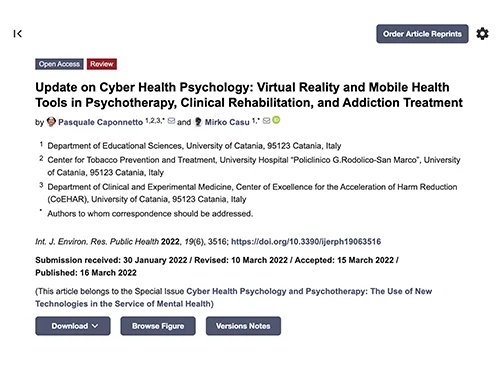 Order Article Reprints
Open Access Review
Update on Cyber Health Psychology: Virtual Reality and Mobile Health
Tools in Psychotherapy, Clinical Rehabilitation, and Addiction Treatment
by Pasquale Caponnetto 1,2,3,* and Mirko Casu 1,*
1 Department of Educational Sciences, University of Catania, 95123 Catania, Italy
2 Center for Tobacco Prevention and Treatment, University Hospital “Policlinico G.Rodolico-San Marco”, University
of Catania, 95123 Catania, Italy
3 Department of Clinical and Experimental Medicine, Center of Excellence for the Acceleration of Harm Reduction
(CoEHAR), University of Catania, 95123 Catania, Italy
* Authors to whom correspondence should be addressed.
Int. J. Environ. Res. Public Health 2022, 19(6), 3516; https://doi.org/10.3390/ijerph19063516
Submission received: 30 January 2022 / Revised: 10 March 2022 / Accepted: 15 March 2022 /
Published: 16 March 2022
(This article belongs to the Special Issue Cyber Health Psychology and Psychotherapy: The Use of New
Technologies in the Service of Mental Health)
Download Browse Figure Versions Notes